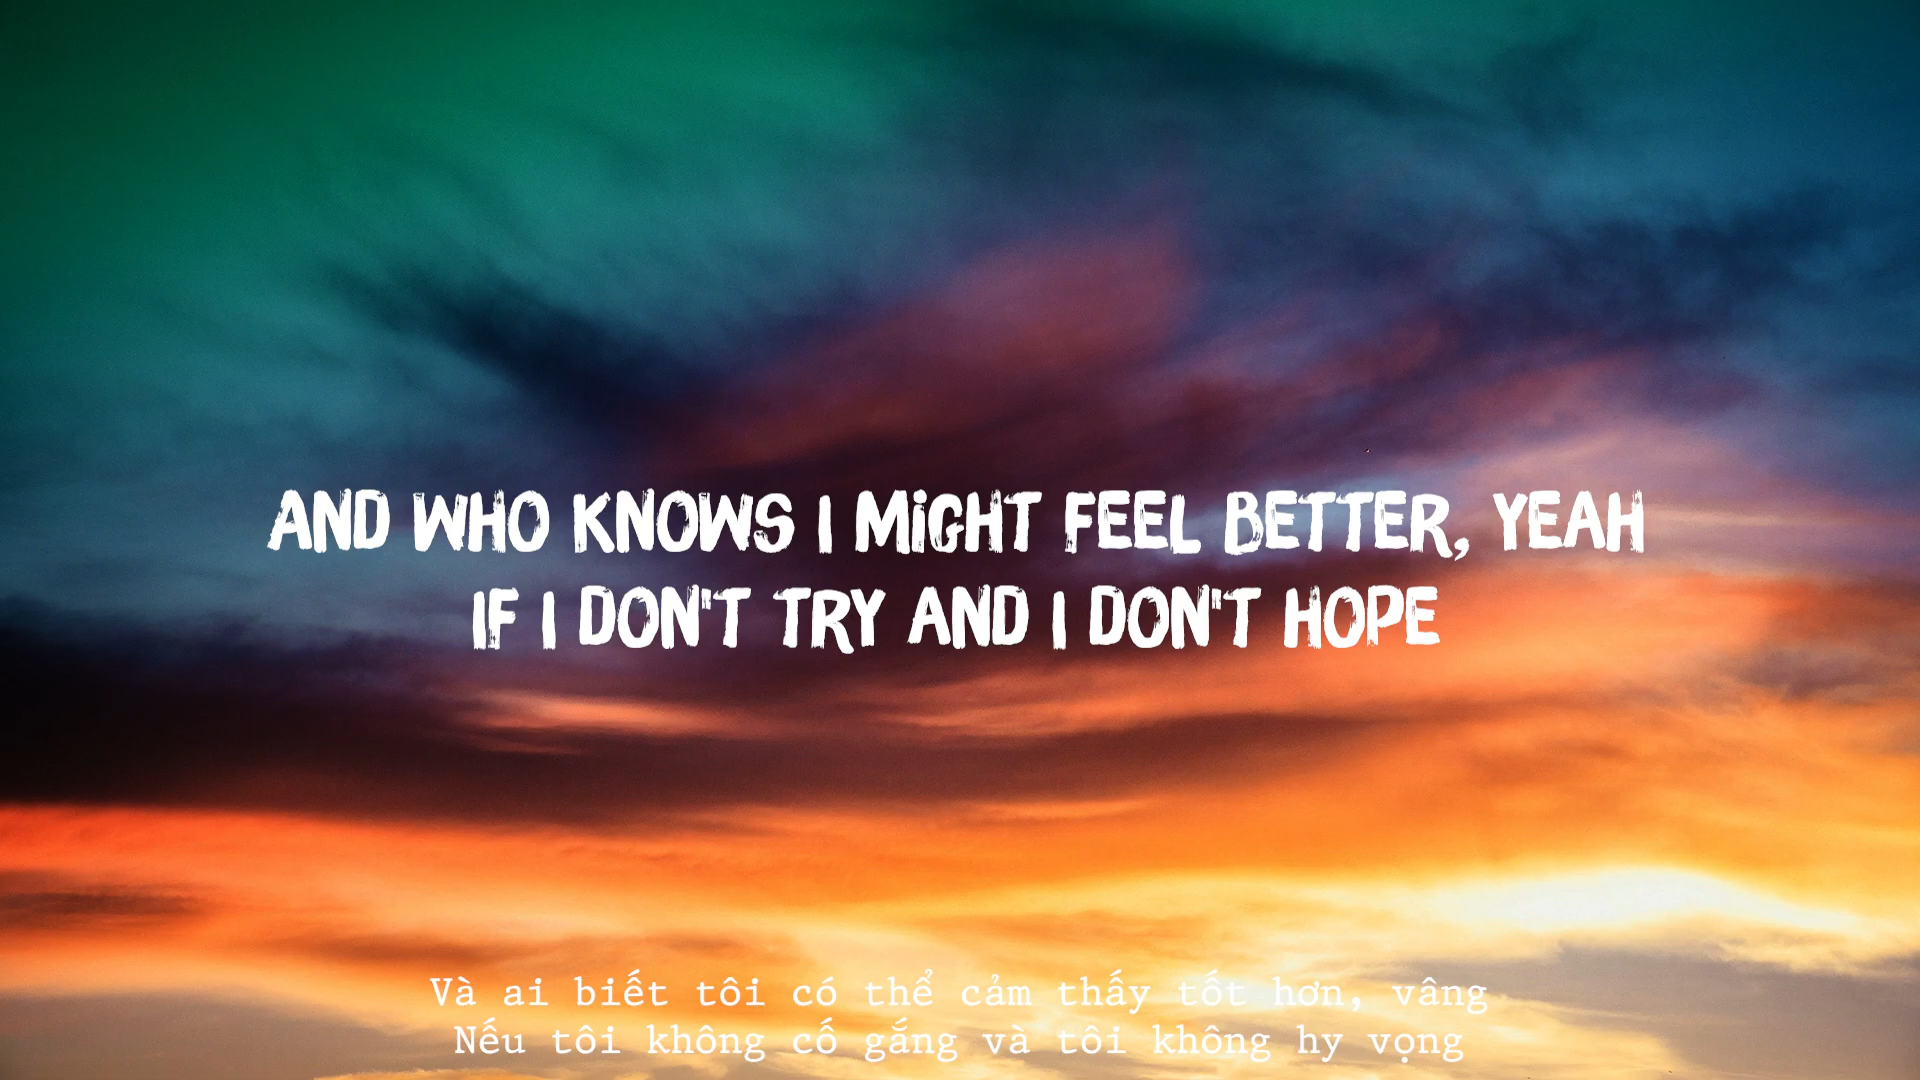 AND WHO KNOWS I MIGHT FEEL BETTER, YEAH
IF I DON'T TRY AND I DON'T HOPE
Và ai biết tôi có thể cảm thấy tốt hơn, vâng
Nếu tôi không cố gắng và tôi không hy vọng